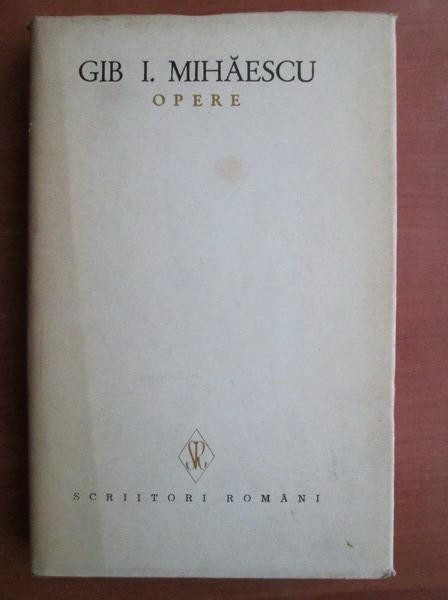 GIB I. MIHĂESCU
OPERE
SR
SCRIITORI ROMÂNI